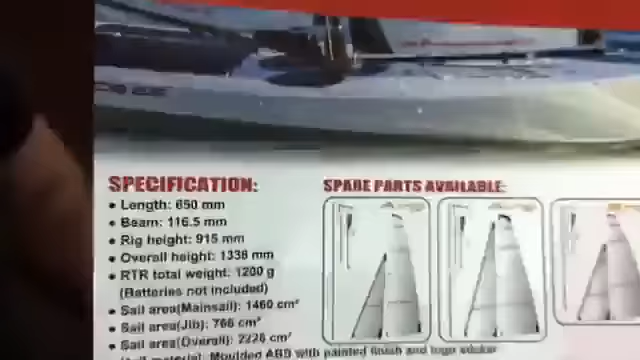 SPECIFICATION:
• Length: 650 mm
• Beam: 116.5 mm
• Rig height: 915 mm
• Overall height: 1336 mm
• RTR total weight: 1200 g
(Batteries not included)
• Sail area(Mainsail): 1460 cm²
• Sail area(Jib): 766 cm²
• Sail area(Overall): 2226 cm²
material: Moulded ABS with painted finish and logo sticker
SPARE PARTS AVAILABLE: